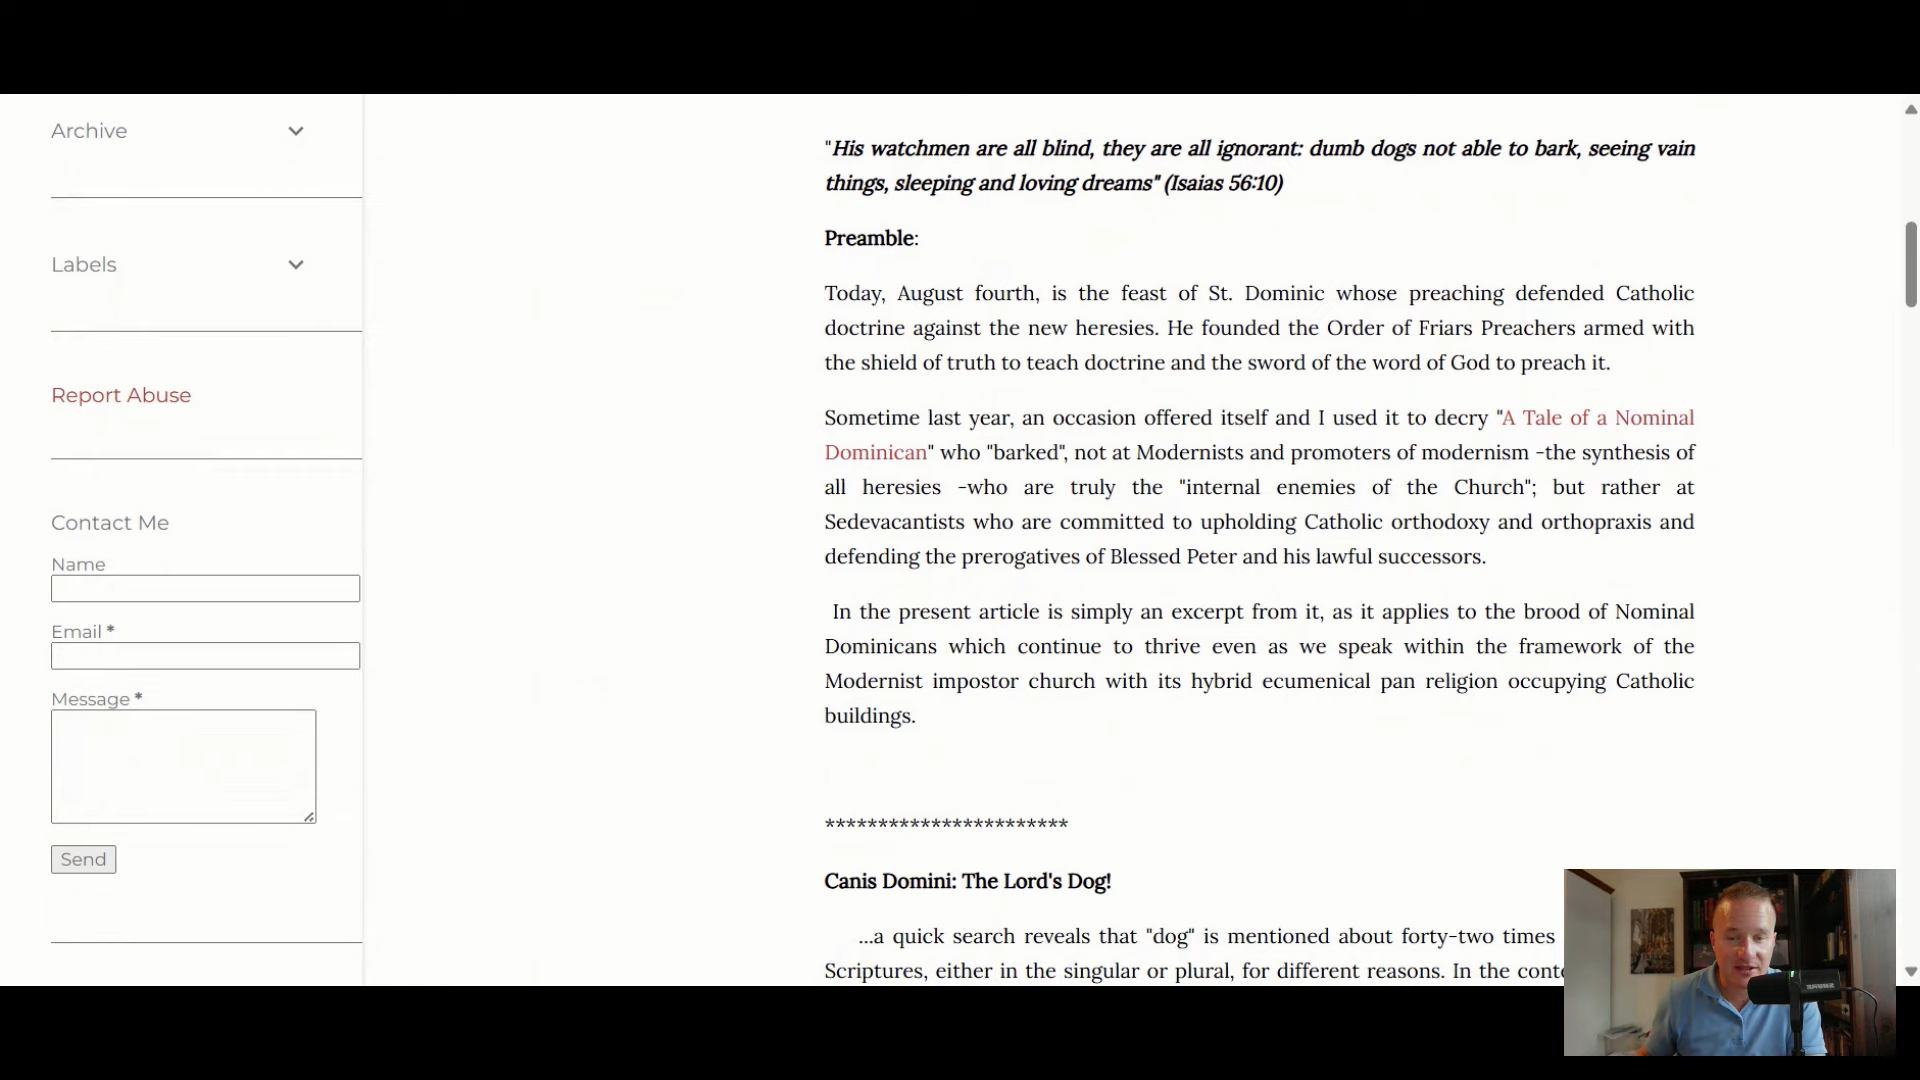 Archive
Labels
Report Abuse
Contact Me
Name
Email *
Message *
Send
"His watchmen are all blind, they are all ignorant: dumb dogs not able to bark, seeing vain
things, sleeping and loving dreams" (Isaias 56:10)
Preamble:
Today, August fourth, is the feast of St. Dominic whose preaching defended Catholic
doctrine against the new heresies. He founded the Order of Friars Preachers armed with
the shield of truth to teach doctrine and the sword of the word of God to preach it.
Sometime last year, an occasion offered itself and I used it to decry "A Tale of a Nominal
Dominican" who "barked", not at Modernists and promoters of modernism -the synthesis of
all heresies -who are truly the "internal enemies of the Church"; but rather at
Sedevacantists who are committed to upholding Catholic orthodoxy and orthopraxis and
defending the prerogatives of Blessed Peter and his lawful successors.
In the present article is simply an excerpt from it, as it applies to the brood of Nominal
Dominicans which continue to thrive even as we speak within the framework of the
Modernist impostor church with its hybrid ecumenical pan religion occupying Catholic
buildings.
***********************
Canis Domini: The Lord's Dog!
...a quick search reveals that "dog" is mentioned about forty-two times
Scriptures, either in the singular or plural, for different reasons. In the